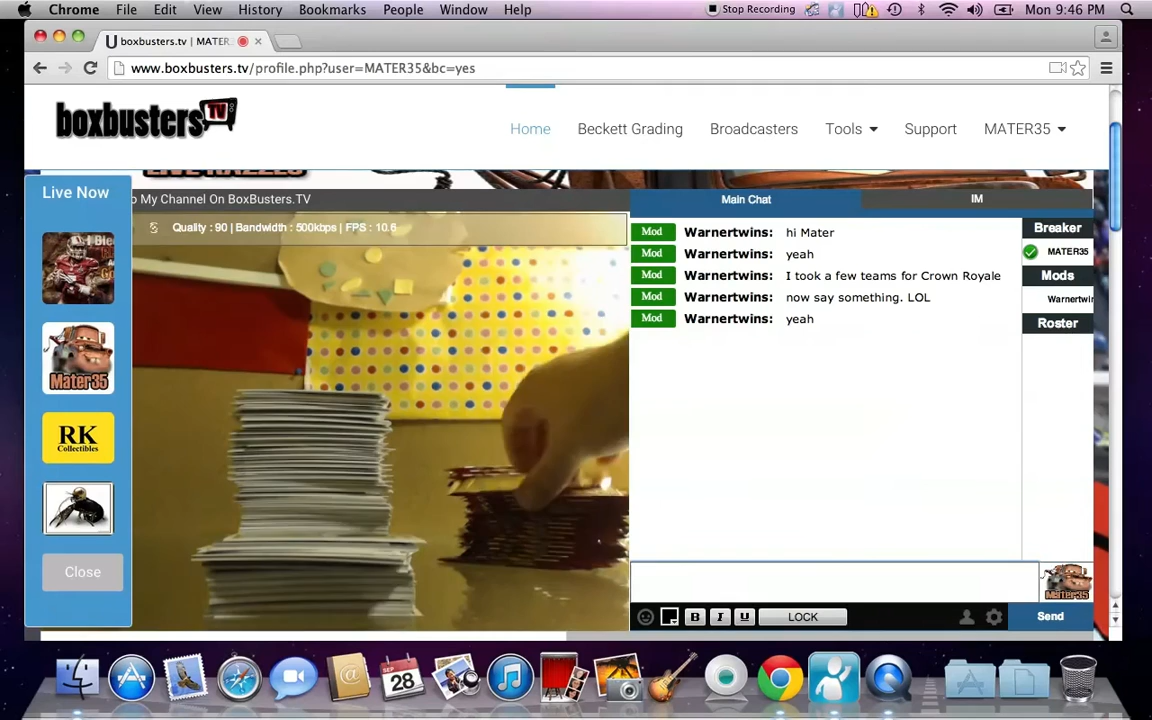 Chrome File Edit View History Bookmarks People Window Help Stop Recording Mon 9:46 PM
boxbusters.tv | MATER
www.boxbusters.tv/profile.php?user=MATER35&bc=yes
boxbusters TV
Home Beckett Grading Broadcasters Tools Support MATER35
Live Now
o My Channel On BoxBusters.TV
Main Chat IM
Quality : 90 | Bandwidth : 500kbps | FPS : 10.6
Mod Warnertwins: hi Mater
Mod Warnertwins: yeah
Mod Warnertwins: I took a few teams for Crown Royale
Mod Warnertwins: now say something. LOL
Mod Warnertwins: yeah
Breaker
MATER35
Mods
Warnertwin
Roster
Mater35
RK
Collectibles
Close
B I U LOCK Send
SEP
28